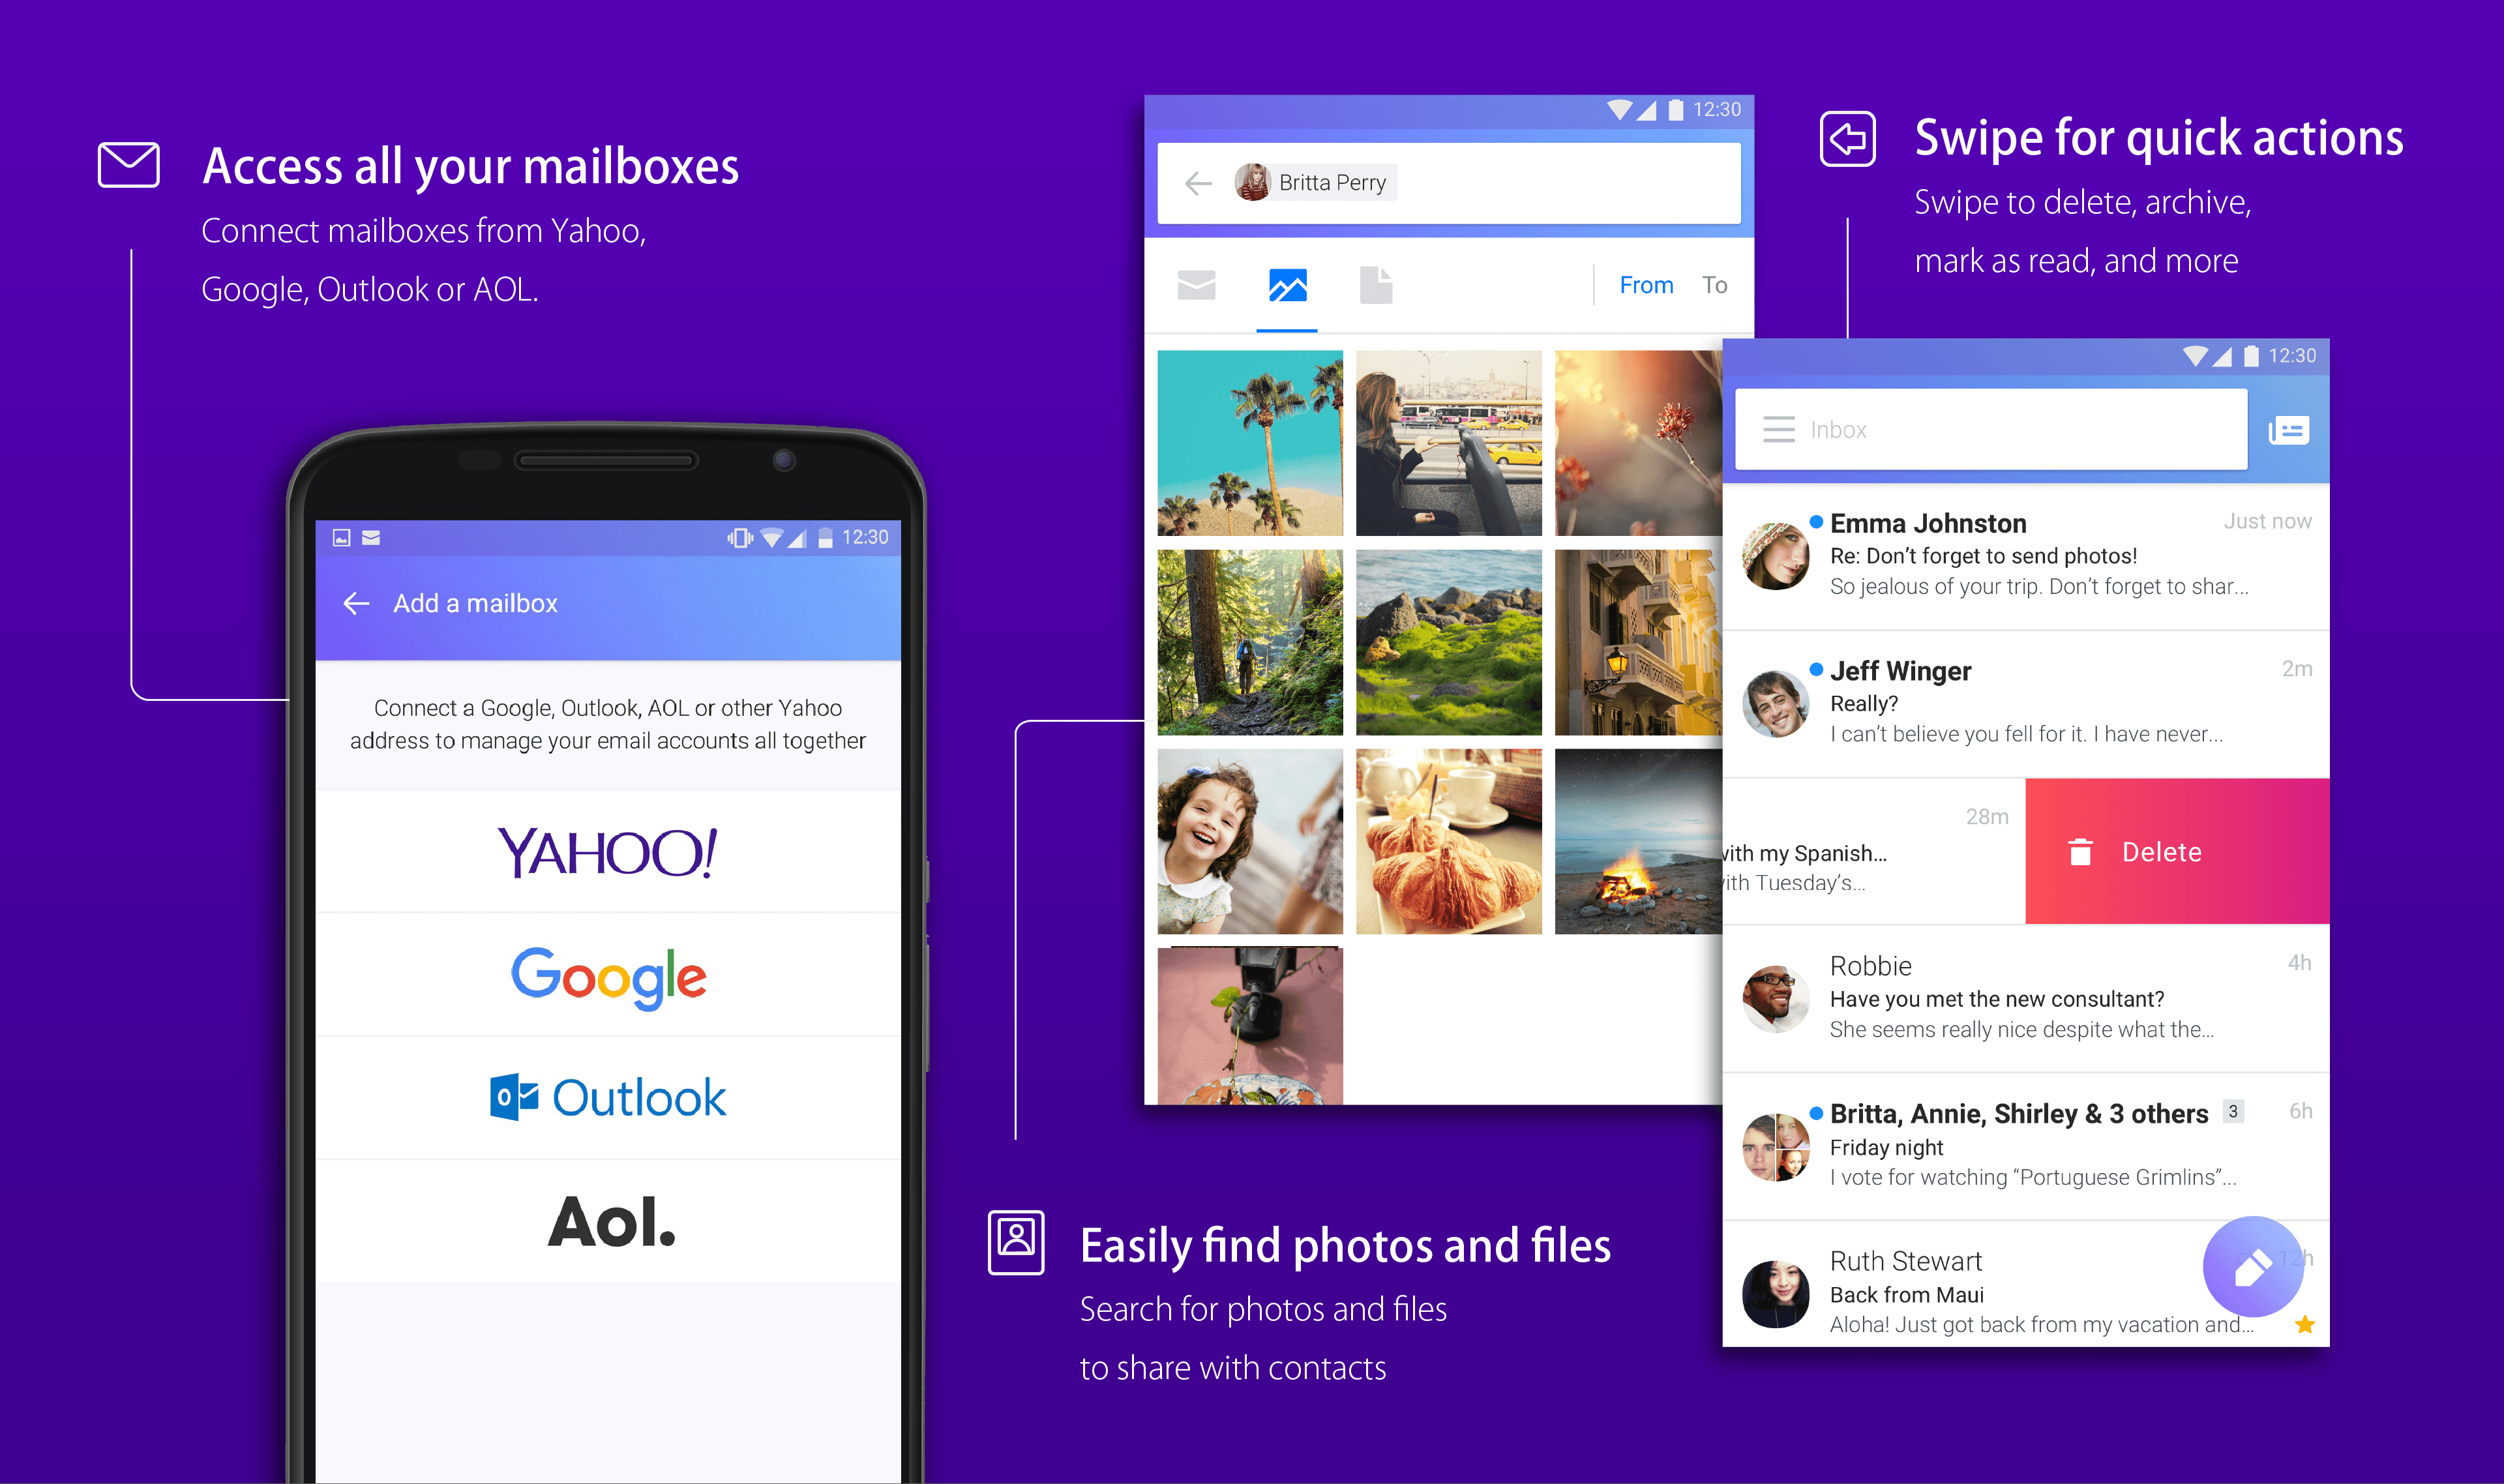 Access all your mailboxes
Connect mailboxes from Yahoo,
Google, Outlook or AOL.
12:30
Add a mailbox
Connect a Google, Outlook, AOL or other Yahoo
address to manage your email accounts all together
YAHOO!
Google
Outlook
Aol.
12:30
Britta Perry
From To
Easily find photos and files
Search for photos and files
to share with contacts
Swipe for quick actions
Swipe to delete, archive,
mark as read, and more
12:30
Inbox
Emma Johnston Just now
Re: Don’t forget to send photos!
So jealous of your trip. Don’t forget to shar...
Jeff Winger 2m
Really?
I can’t believe you fell for it. I have never...
28m
with my Spanish...
with Tuesday’s...
Delete
Robbie 4h
Have you met the new consultant?
She seems really nice despite what the...
Britta, Annie, Shirley & 3 others 3 6h
Friday night
I vote for watching “Portuguese Grimlins”...
Ruth Stewart 12h
Back from Maui
Aloha! Just got back from my vacation and...